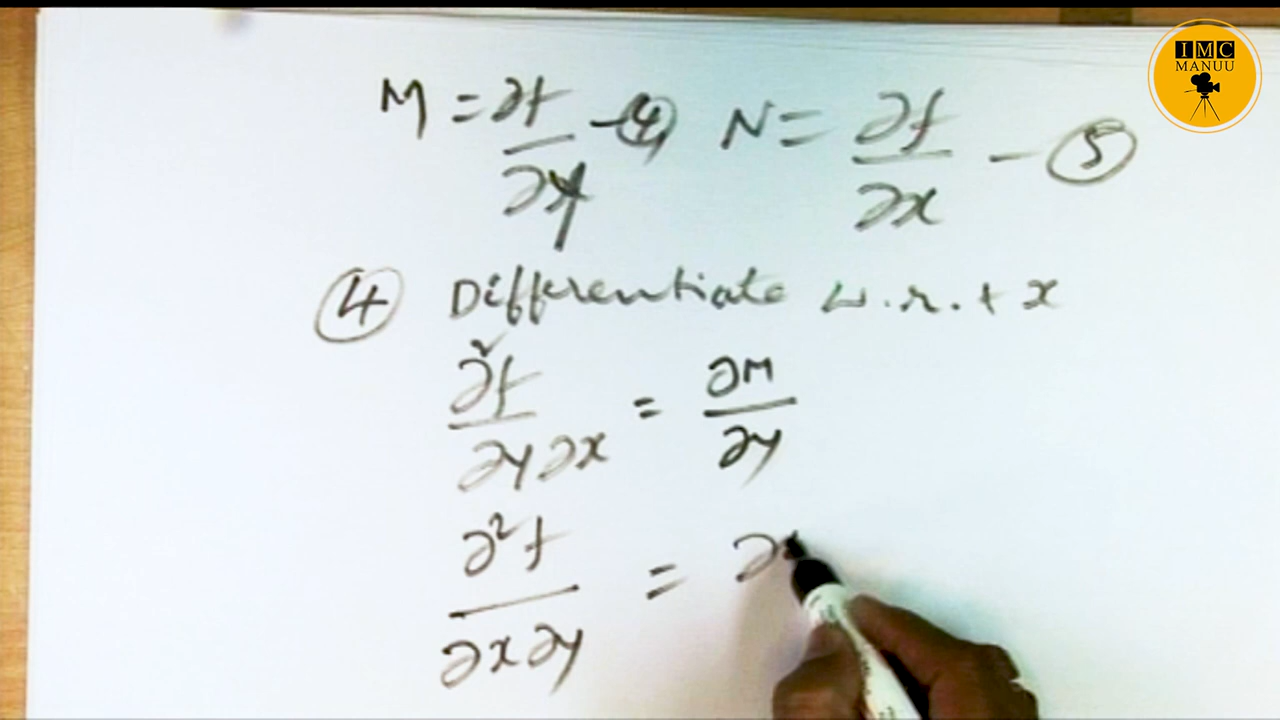 IMC
MANUU
M = ∂f/∂y - ④ N = ∂f/∂x - ⑤
④ Differentiate w.r.t x
∂²f/∂y∂x = ∂M/∂y
∂²f/∂x∂y = ∂